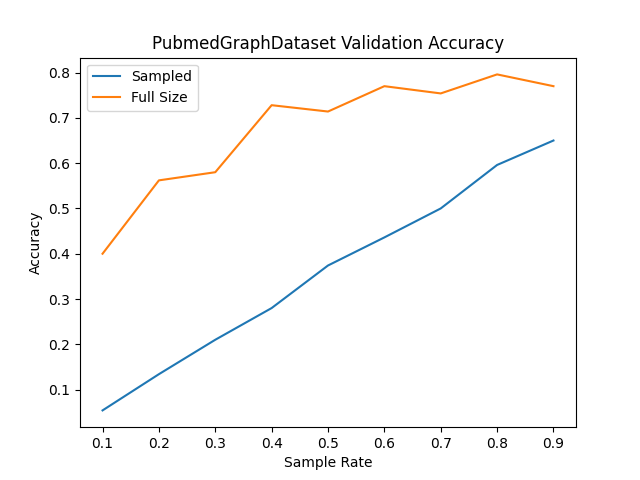 PubmedGraphDataset Validation Accuracy
Sampled
Full Size
0.8
0.7
0.6
0.5
0.4
0.3
0.2
0.1
Accuracy
0.1 0.2 0.3 0.4 0.5 0.6 0.7 0.8 0.9
Sample Rate